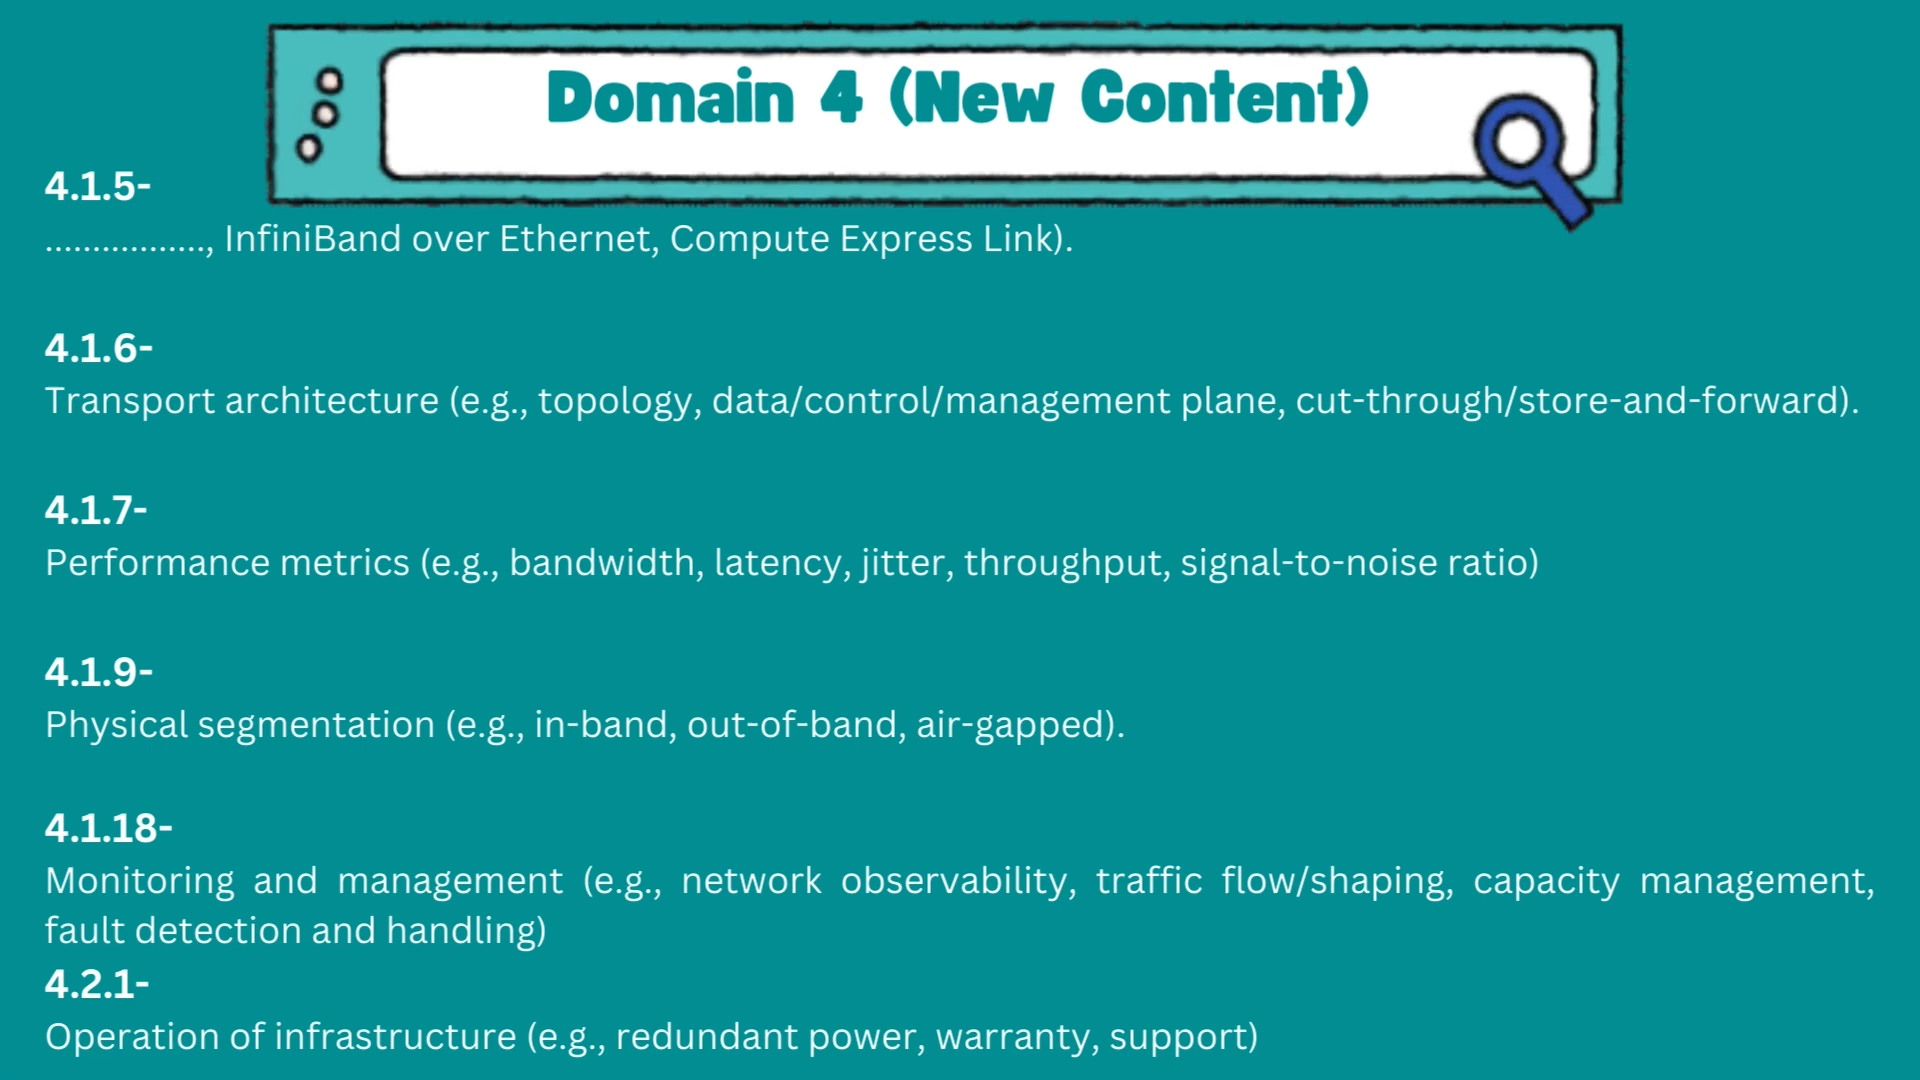 Domain 4 (New Content)
4.1.5-
................., InfiniBand over Ethernet, Compute Express Link).
4.1.6-
Transport architecture (e.g., topology, data/control/management plane, cut-through/store-and-forward).
4.1.7-
Performance metrics (e.g., bandwidth, latency, jitter, throughput, signal-to-noise ratio)
4.1.9-
Physical segmentation (e.g., in-band, out-of-band, air-gapped).
4.1.18-
Monitoring and management (e.g., network observability, traffic flow/shaping, capacity management,
fault detection and handling)
4.2.1-
Operation of infrastructure (e.g., redundant power, warranty, support)